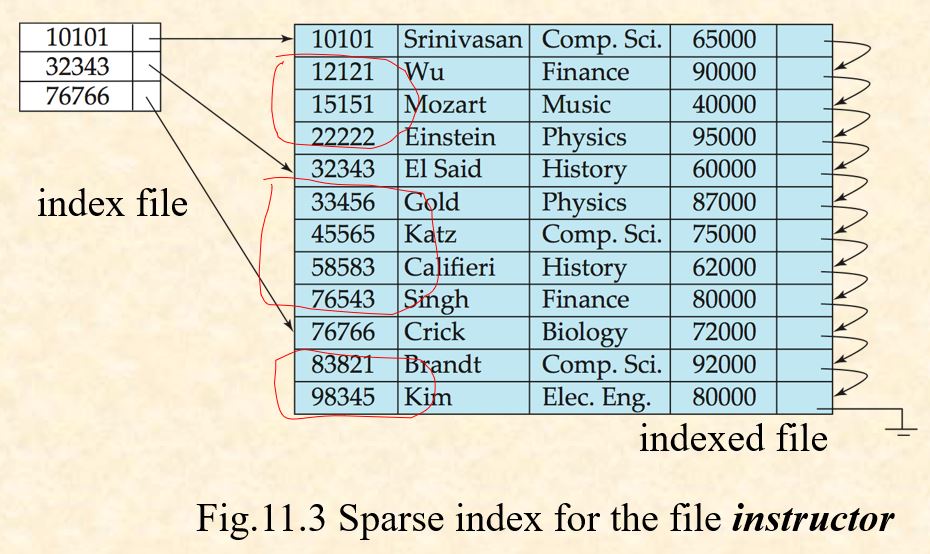 10101
32343
76766
index file
10101 Srinivasan Comp. Sci. 65000
12121 Wu Finance 90000
15151 Mozart Music 40000
22222 Einstein Physics 95000
32343 El Said History 60000
33456 Gold Physics 87000
45565 Katz Comp. Sci. 75000
58583 Califieri History 62000
76543 Singh Finance 80000
76766 Crick Biology 72000
83821 Brandt Comp. Sci. 92000
98345 Kim Elec. Eng. 80000
indexed file
Fig.11.3 Sparse index for the file instructor